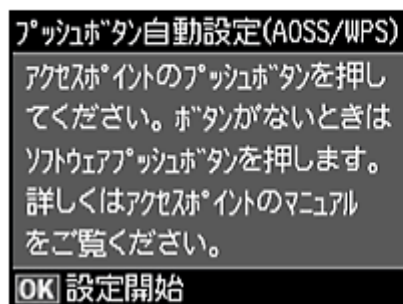 ﾌﾟｯｼｭﾎﾞﾀﾝ自動設定(AOSS/WPS)
ｱｸｾｽﾎﾟｲﾝﾄのﾌﾟｯｼｭﾎﾞﾀﾝを押し
てください。ﾎﾞﾀﾝがないときは
ｿﾌﾄｳｪｱﾌﾟｯｼｭﾎﾞﾀﾝを押します。
詳しくはｱｸｾｽﾎﾟｲﾝﾄのﾏﾆｭｱﾙ
をご覧ください。
OK 設定開始